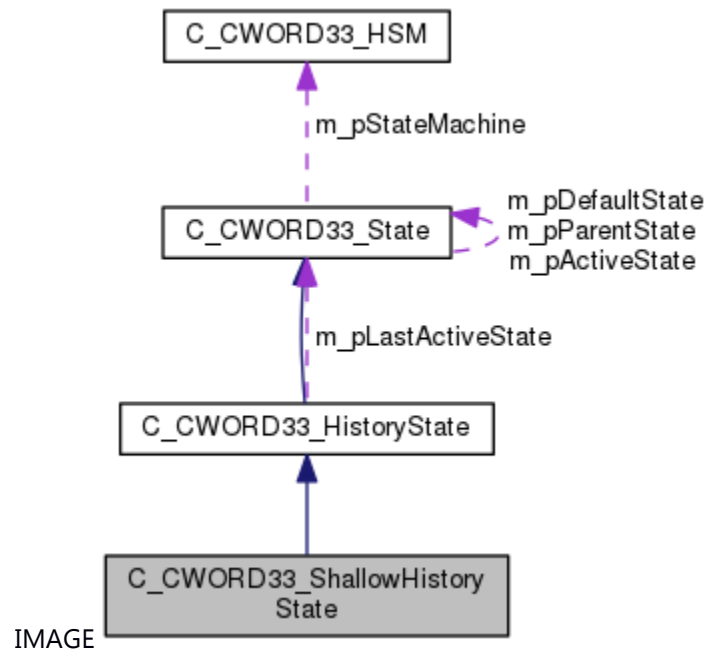 C_CWORD33_HSM
m_pStateMachine
C_CWORD33_State
m_pDefaultState
m_pParentState
m_pActiveState
m_pLastActiveState
C_CWORD33_HistoryState
C_CWORD33_ShallowHistory
State
IMAGE